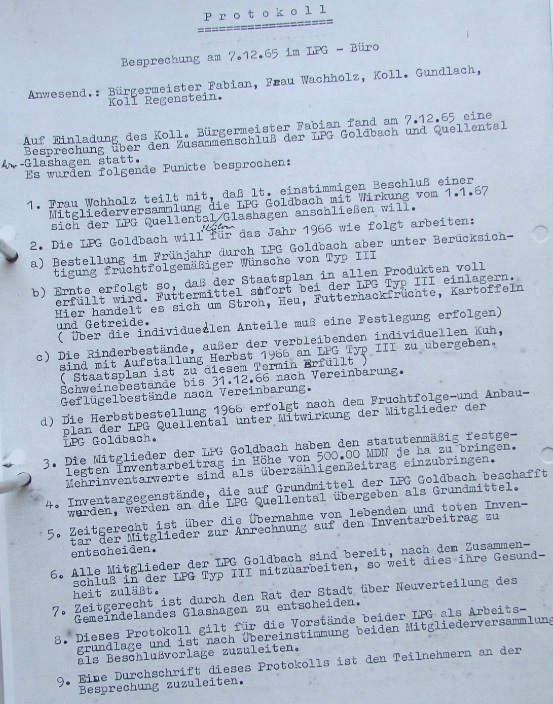 Protokoll
Besprechung am 7.12.65 im LPG - Büro
Anwesend.: Bürgermeister Fabian, Frau Wachholz, Koll. Gundlach,
Koll Regenstein.
Auf Einladung des Koll. Bürgermeister Fabian fand am 7.12.65 eine
Besprechung über den Zusammenschluß der LPG Goldbach und Quellental
-Glashagen statt.
Es wurden folgende Punkte besprochen:
1. Frau Wohholz teilt mit, daß lt. einstimmigen Beschluß einer
Mitgliederversammlung die LPG Goldbach mit Wirkung vom 1.1.67
sich der LPG Quellental/Glashagen anschließen will.
2. Die LPG Goldbach will für das Jahr 1966 wie folgt arbeiten:
a) Bestellung im Frühjahr durch LPG Goldbach aber unter Berücksich-
tigung fruchtfolgemäßiger Wünsche von Typ III
b) Ernte erfolgt so, daß der Staatsplan in allen Produkten voll
erfüllt wird. Futtermittel sofort bei der LPG Typ III einlagern.
Hier handelt es sich um Stroh, Heu, Futterhackfrüchte, Kartoffeln
und Getreide.
( Über die individuellen Anteile muß eine Festlegung erfolgen)
c) Die Rinderbestände, außer der verbleibenden individuellen Kuh,
sind mit Aufstallung Herbst 1966 an LPG Typ III zu übergeben.
( Staatsplan ist zu diesem Termin Erfüllt )
Schweinebestände bis 31.12.66 nach Vereinbarung.
Geflügelbestände nach Vereinbarung.
d) Die Herbstbestellung 1966 erfolgt nach dem Fruchtfolge-und Anbau-
plan der LPG Quellental unter Mitwirkung der Mitglieder der
LPG Goldbach.
3. Die Mitglieder der LPG Goldbach haben den statutenmäßig festge-
legten Inventarbeitrag in Höhe von 500.00 MDN je ha zu bringen.
Mehrinventarwerte sind als überzähligenBeitrag einzubringen.
4. Inventargegenstände, die auf Grundmittel der LPG Goldbach beschafft
wurden, werden an die LPG Quellental übergeben als Grundmittel.
5. Zeitgerecht ist über die Übernahme von lebenden und toten Inven-
tar der Mitglieder zur Anrechnung auf den Inventarbeitrag zu
entscheiden.
6. Alle Mitglieder der LPG Goldbach sind bereit, nach dem Zusammen-
schluß in der LPG Typ III mitzuarbeiten, so weit dies ihre Gesund-
heit zuläßt.
7. Zeitgerecht ist durch den Rat der Stadt über Neuverteilung des
Gemeindelandes Glashagen zu entscheiden.
8. Dieses Protokoll gilt für die Vorstände beider LPG als Arbeits-
grundlage und ist nach Übereinstimmung beiden Mitgliederversammlung
als Beschlußvorlage zuzuleiten.
9. Eine Durchschrift dieses Protokolls ist den Teilnehmern an der
Besprechung zuzuleiten.